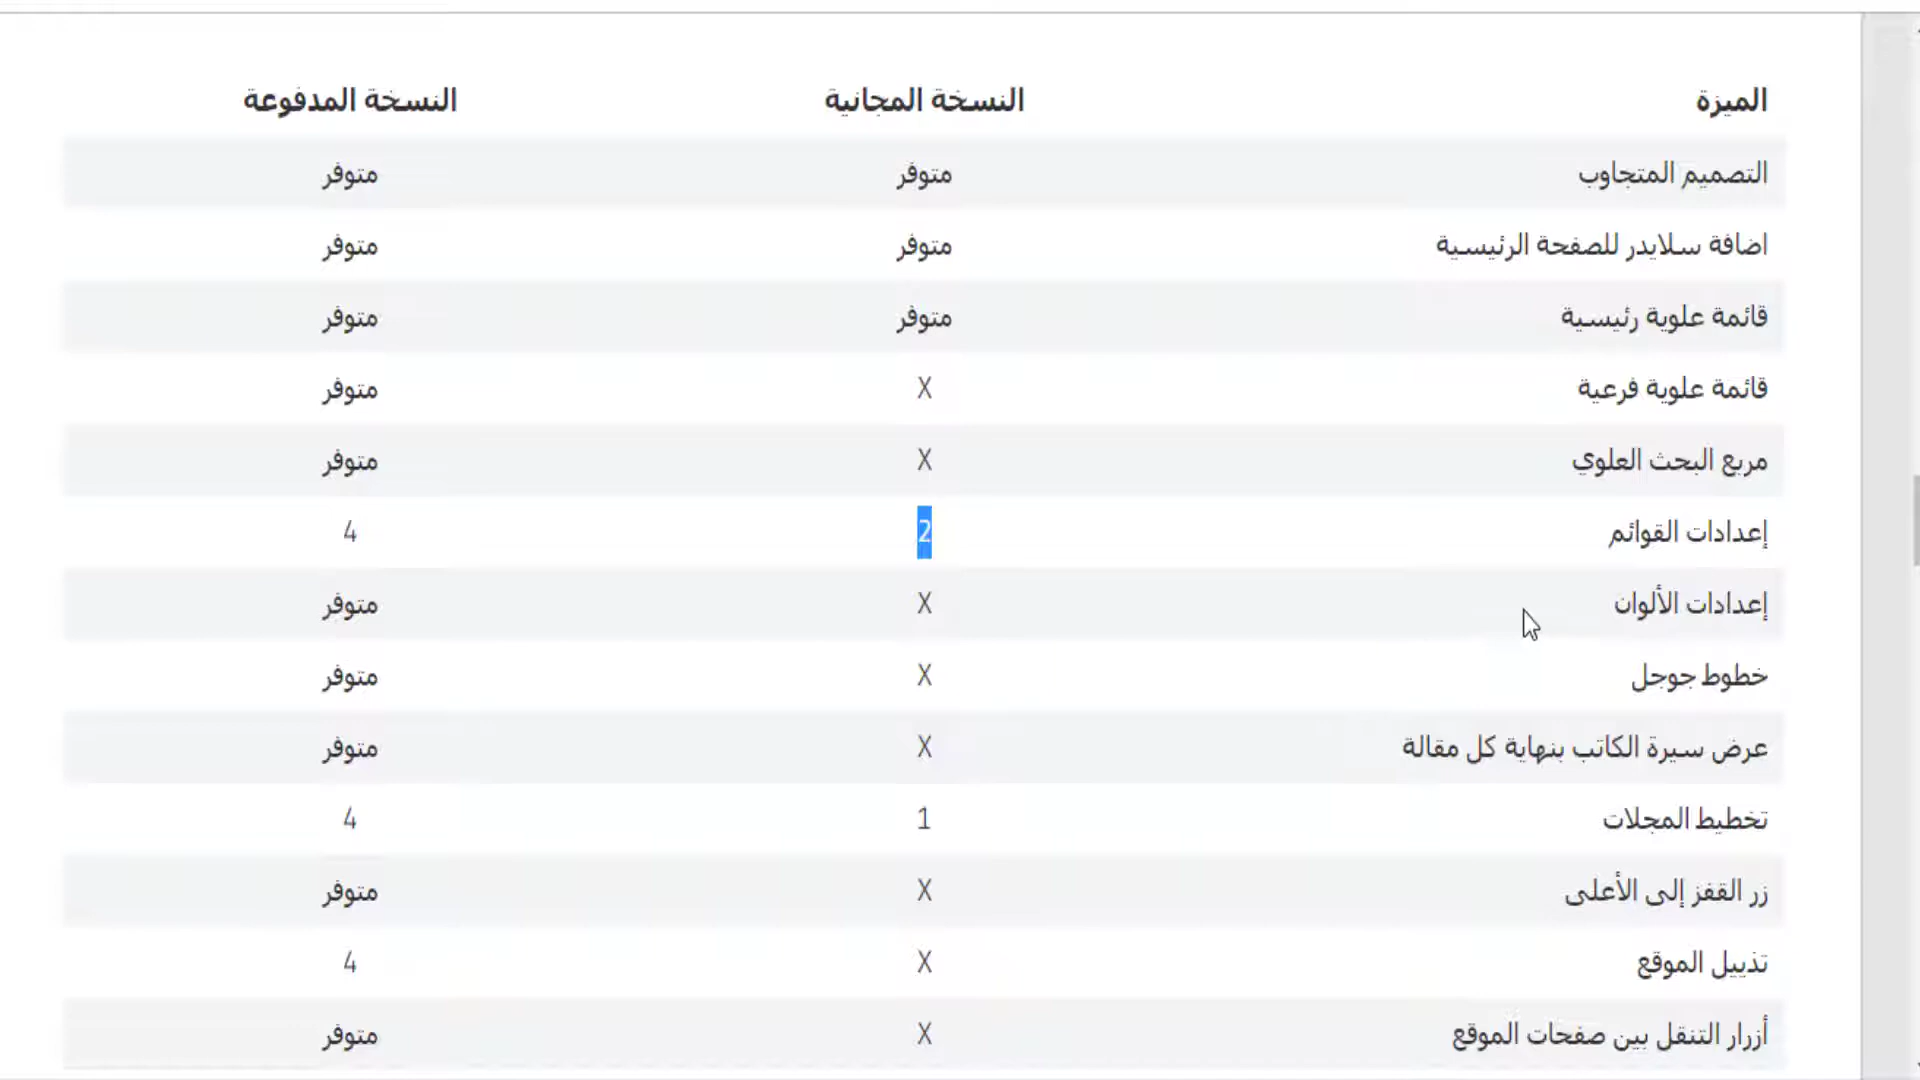 الميزة النسخة المجانية النسخة المدفوعة
التصميم المتجاوب متوفر متوفر
اضافة سلايدر للصفحة الرئيسية متوفر متوفر
قائمة علوية رئيسية متوفر متوفر
قائمة علوية فرعية X متوفر
مربع البحث العلوي X متوفر
إعدادات القوائم 2 4
إعدادات الألوان X متوفر
خطوط جوجل X متوفر
عرض سيرة الكاتب بنهاية كل مقالة X متوفر
تخطيط المجلات 1 4
زر القفز إلى الأعلى X متوفر
تذييل الموقع X 4
أزرار التنقل بين صفحات الموقع X متوفر